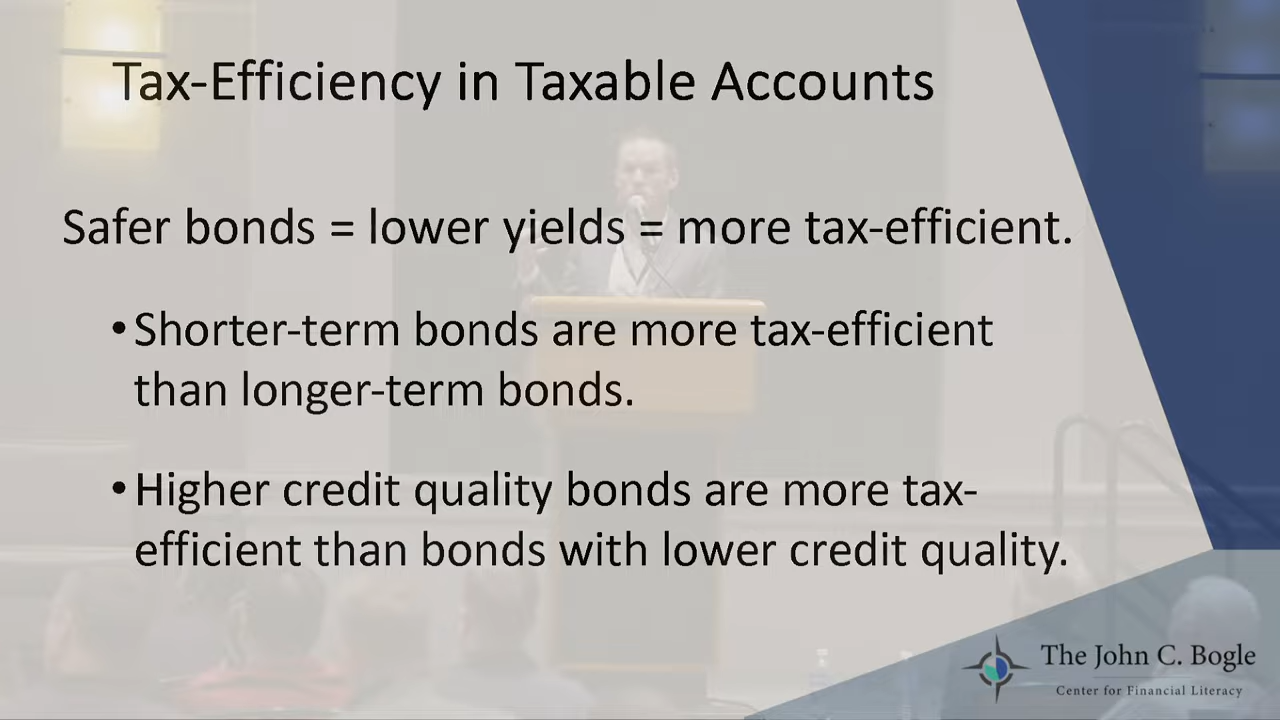 Tax-Efficiency in Taxable Accounts
Safer bonds = lower yields = more tax-efficient.
• Shorter-term bonds are more tax-efficient
than longer-term bonds.
• Higher credit quality bonds are more tax-
efficient than bonds with lower credit quality.
The John C. Bogle
Center for Financial Literacy